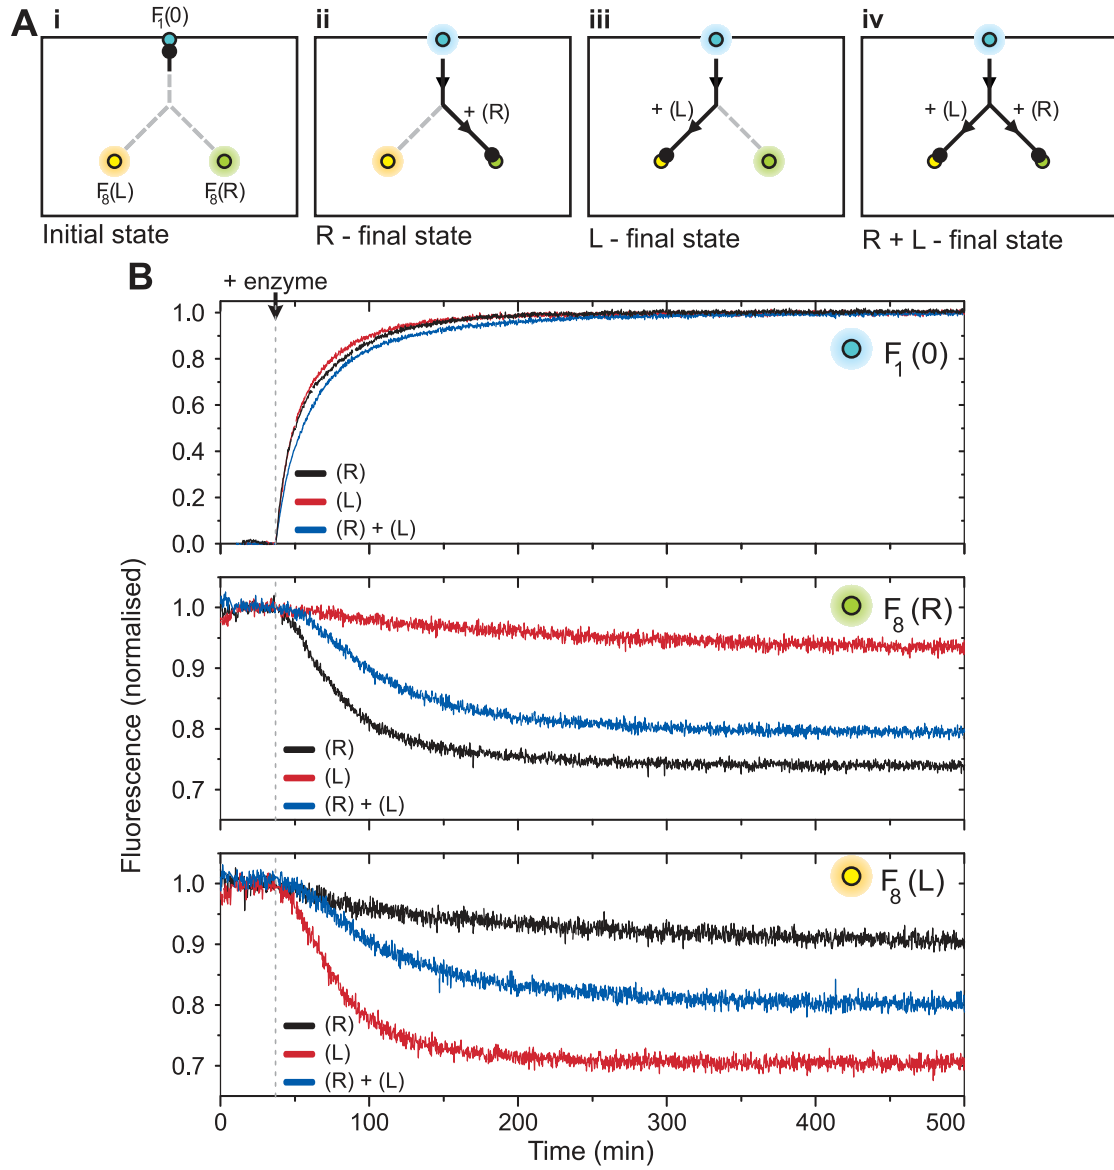 A
i
ii
iii
iv
F1(0)
+ (R)
+ (L)
+ (L)
+ (R)
F8(L)
F8(R)
Initial state
R - final state
L - final state
R + L - final state
B
+ enzyme
1.0
0.8
0.6
0.4
0.2
0.0
F1 (0)
(R)
(L)
(R) + (L)
1.0
0.9
0.8
0.7
F8 (R)
(R)
(L)
(R) + (L)
Fluorescence (normalised)
1.0
0.9
0.8
0.7
F8 (L)
(R)
(L)
(R) + (L)
0 100 200 300 400 500
Time (min)